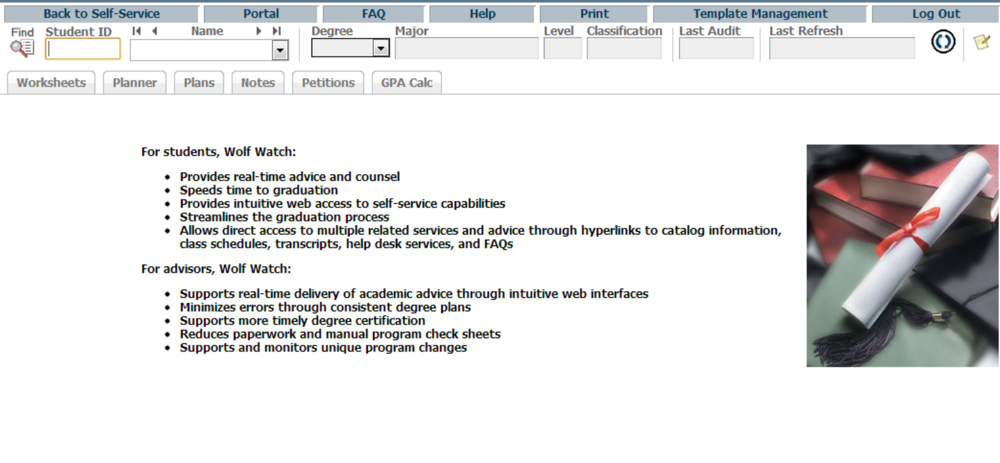 Back to Self-Service Portal FAQ Help Print Template Management Log Out
Find Student ID Name Degree Major Level Classification Last Audit Last Refresh
Worksheets Planner Plans Notes Petitions GPA Calc
For students, Wolf Watch:
• Provides real-time advice and counsel
• Speeds time to graduation
• Provides intuitive web access to self-service capabilities
• Streamlines the graduation process
• Allows direct access to multiple related services and advice through hyperlinks to catalog information,
class schedules, transcripts, help desk services, and FAQs
For advisors, Wolf Watch:
• Supports real-time delivery of academic advice through intuitive web interfaces
• Minimizes errors through consistent degree plans
• Supports more timely degree certification
• Reduces paperwork and manual program check sheets
• Supports and monitors unique program changes